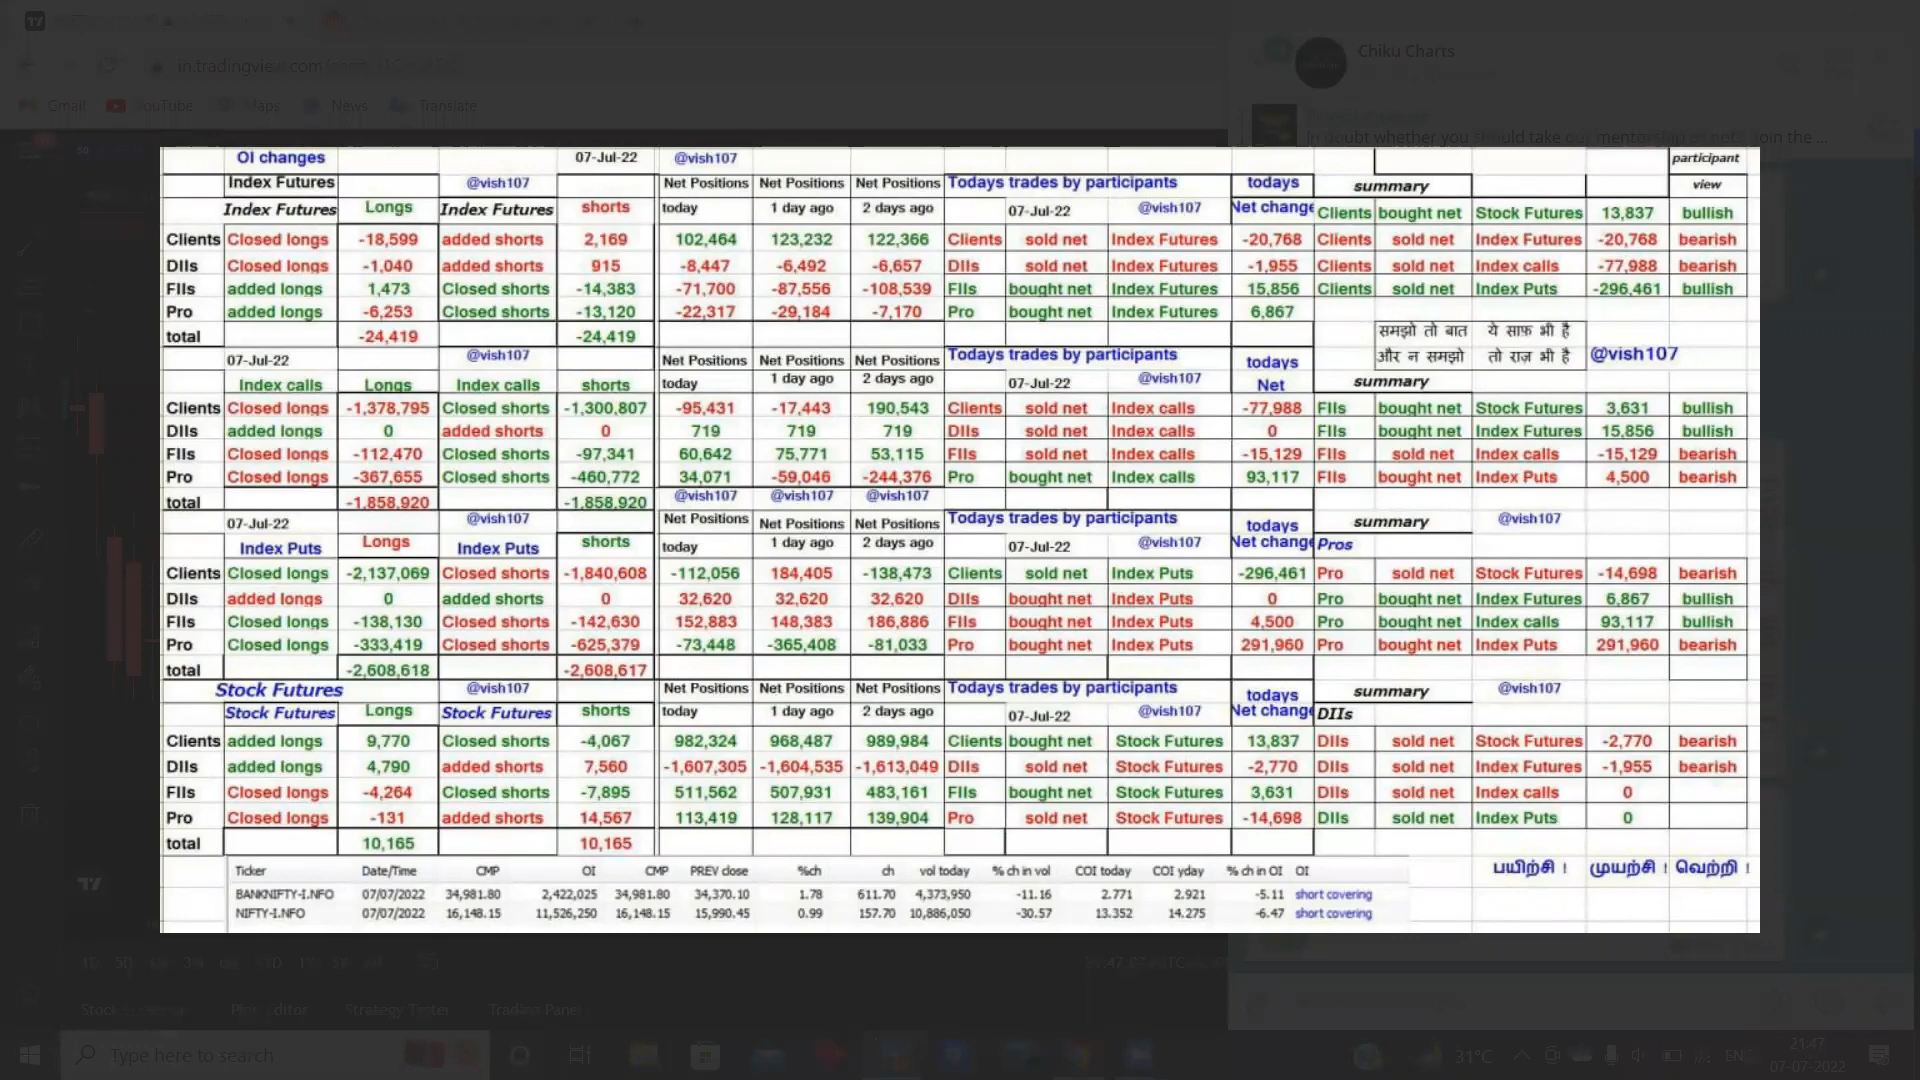 in.tradingview.com
Gmail YouTube Maps News Translate
Chiku Charts
In doubt whether you should take our mentorship or not? Join the ...
OI changes 07-Jul-22 @vish107 participant
Index Futures @vish107 Net Positions Net Positions Net Positions Todays trades by participants todays summary view
Index Futures Longs Index Futures shorts today 1 day ago 2 days ago 07-Jul-22 @vish107 Net change Clients bought net Stock Futures 13,837 bullish
Clients Closed longs -18,599 added shorts 2,169 102,464 123,232 122,366 Clients sold net Index Futures -20,768 Clients sold net Index Futures -20,768 bearish
DIIs Closed longs -1,040 added shorts 915 -8,447 -6,492 -6,657 DIIs sold net Index Futures -1,955 Clients sold net Index calls -77,988 bearish
FIIs added longs 1,473 Closed shorts -14,383 -71,700 -87,556 -108,539 FIIs bought net Index Futures 15,856 Clients sold net Index Puts -296,461 bullish
Pro added longs -6,253 Closed shorts -13,120 -22,317 -29,184 -7,170 Pro bought net Index Futures 6,867
total -24,419 -24,419 समझो तो बात ये साफ़ भी है
07-Jul-22 @vish107 Net Positions Net Positions Net Positions Todays trades by participants todays और न समझो तो राज़ भी है @vish107
Index calls Longs Index calls shorts today 1 day ago 2 days ago 07-Jul-22 @vish107 Net summary
Clients Closed longs -1,378,795 Closed shorts -1,300,807 -95,431 -17,443 190,543 Clients sold net Index calls -77,988 FIIs bought net Stock Futures 3,631 bullish
DIIs added longs 0 added shorts 0 719 719 719 DIIs sold net Index calls 0 FIIs bought net Index Futures 15,856 bullish
FIIs Closed longs -112,470 Closed shorts -97,341 60,642 75,771 53,115 FIIs sold net Index calls -15,129 FIIs sold net Index calls -15,129 bearish
Pro Closed longs -367,655 Closed shorts -460,772 34,071 -59,046 -244,376 Pro bought net Index calls 93,117 FIIs bought net Index Puts 4,500 bearish
total -1,858,920 -1,858,920 @vish107 @vish107 @vish107
07-Jul-22 @vish107 Net Positions Net Positions Net Positions Todays trades by participants todays summary @vish107
Index Puts Longs Index Puts shorts today 1 day ago 2 days ago 07-Jul-22 @vish107 Net change Pros
Clients Closed longs -2,137,069 Closed shorts -1,840,608 -112,056 184,405 -138,473 Clients sold net Index Puts -296,461 Pro sold net Stock Futures -14,698 bearish
DIIs added longs 0 added shorts 0 32,620 32,620 32,620 DIIs bought net Index Puts 0 Pro bought net Index Futures 6,867 bullish
FIIs Closed longs -138,130 Closed shorts -142,630 152,883 148,383 186,886 FIIs bought net Index Puts 4,500 Pro bought net Index calls 93,117 bullish
Pro Closed longs -333,419 Closed shorts -625,379 -73,448 -365,408 -81,033 Pro bought net Index Puts 291,960 Pro bought net Index Puts 291,960 bearish
total -2,608,618 -2,608,617
Stock Futures @vish107 Net Positions Net Positions Net Positions Todays trades by participants todays summary @vish107
Stock Futures Longs Stock Futures shorts today 1 day ago 2 days ago 07-Jul-22 @vish107 Net change DIIs
Clients added longs 9,770 Closed shorts -4,067 982,324 968,487 989,984 Clients bought net Stock Futures 13,837 DIIs sold net Stock Futures -2,770 bearish
DIIs added longs 4,790 added shorts 7,560 -1,607,305 -1,604,535 -1,613,049 DIIs sold net Stock Futures -2,770 DIIs sold net Index Futures -1,955 bearish
FIIs Closed longs -4,264 Closed shorts -7,895 511,562 507,931 483,161 FIIs bought net Stock Futures 3,631 DIIs sold net Index calls 0
Pro Closed longs -131 added shorts 14,567 113,419 128,117 139,904 Pro sold net Stock Futures -14,698 DIIs sold net Index Puts 0
total 10,165 10,165
Ticker Date/Time CMP OI CMP PREV close %ch ch vol today % ch in vol COI today COI yday % ch in OI OI பயிற்சி ! முயற்சி ! வெற்றி !
BANKNIFTY-I.NFO 07/07/2022 34,981.80 2,422,025 34,981.80 34,370.10 1.78 611.70 4,373,950 -11.16 2.771 2.921 -5.11 short covering
NIFTY-I.NFO 07/07/2022 16,148.15 11,526,250 16,148.15 15,990.45 0.99 157.70 10,886,050 -30.57 13.352 14.275 -6.47 short covering
Strategy Tester Trading Panel
Type here to search 31°C ENG 21:47
07-07-2022